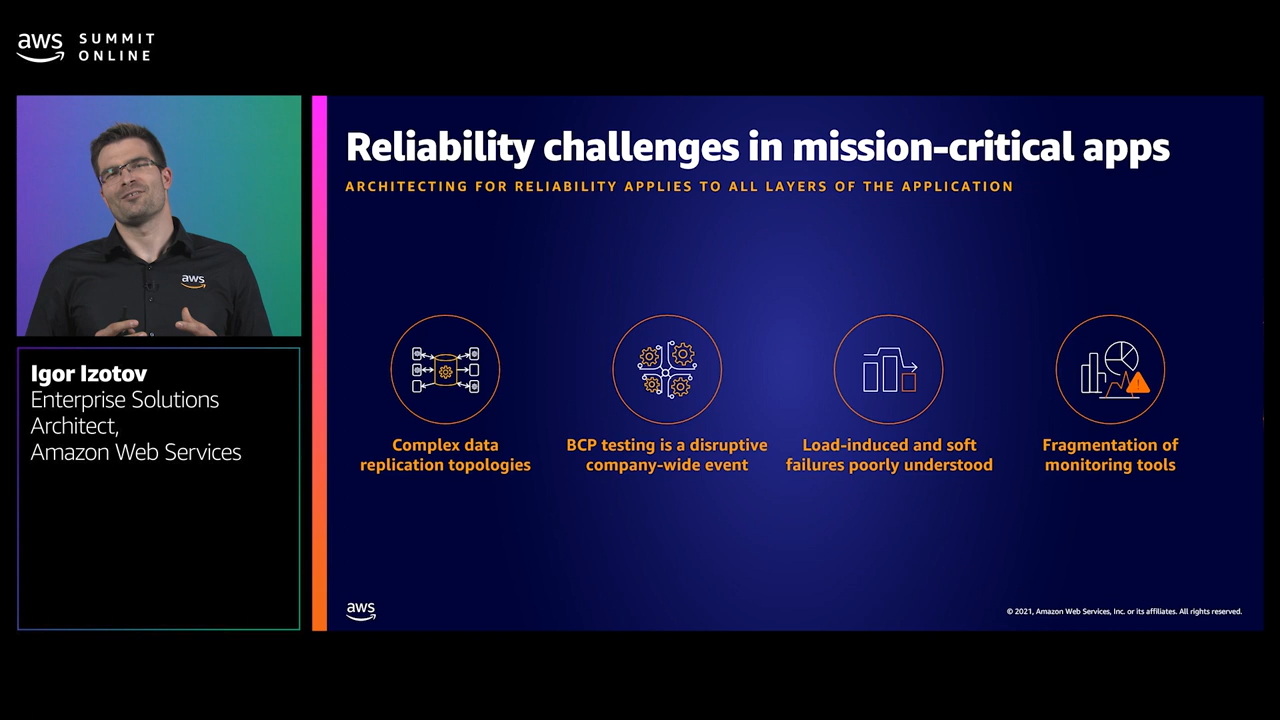 aws SUMMIT
ONLINE
aws
Igor Izotov
Enterprise Solutions
Architect,
Amazon Web Services
Reliability challenges in mission-critical apps
ARCHITECTING FOR RELIABILITY APPLIES TO ALL LAYERS OF THE APPLICATION
Complex data
replication topologies
BCP testing is a disruptive
company-wide event
Load-induced and soft
failures poorly understood
Fragmentation of
monitoring tools
aws
© 2021, Amazon Web Services, Inc. or its affiliates. All rights reserved.